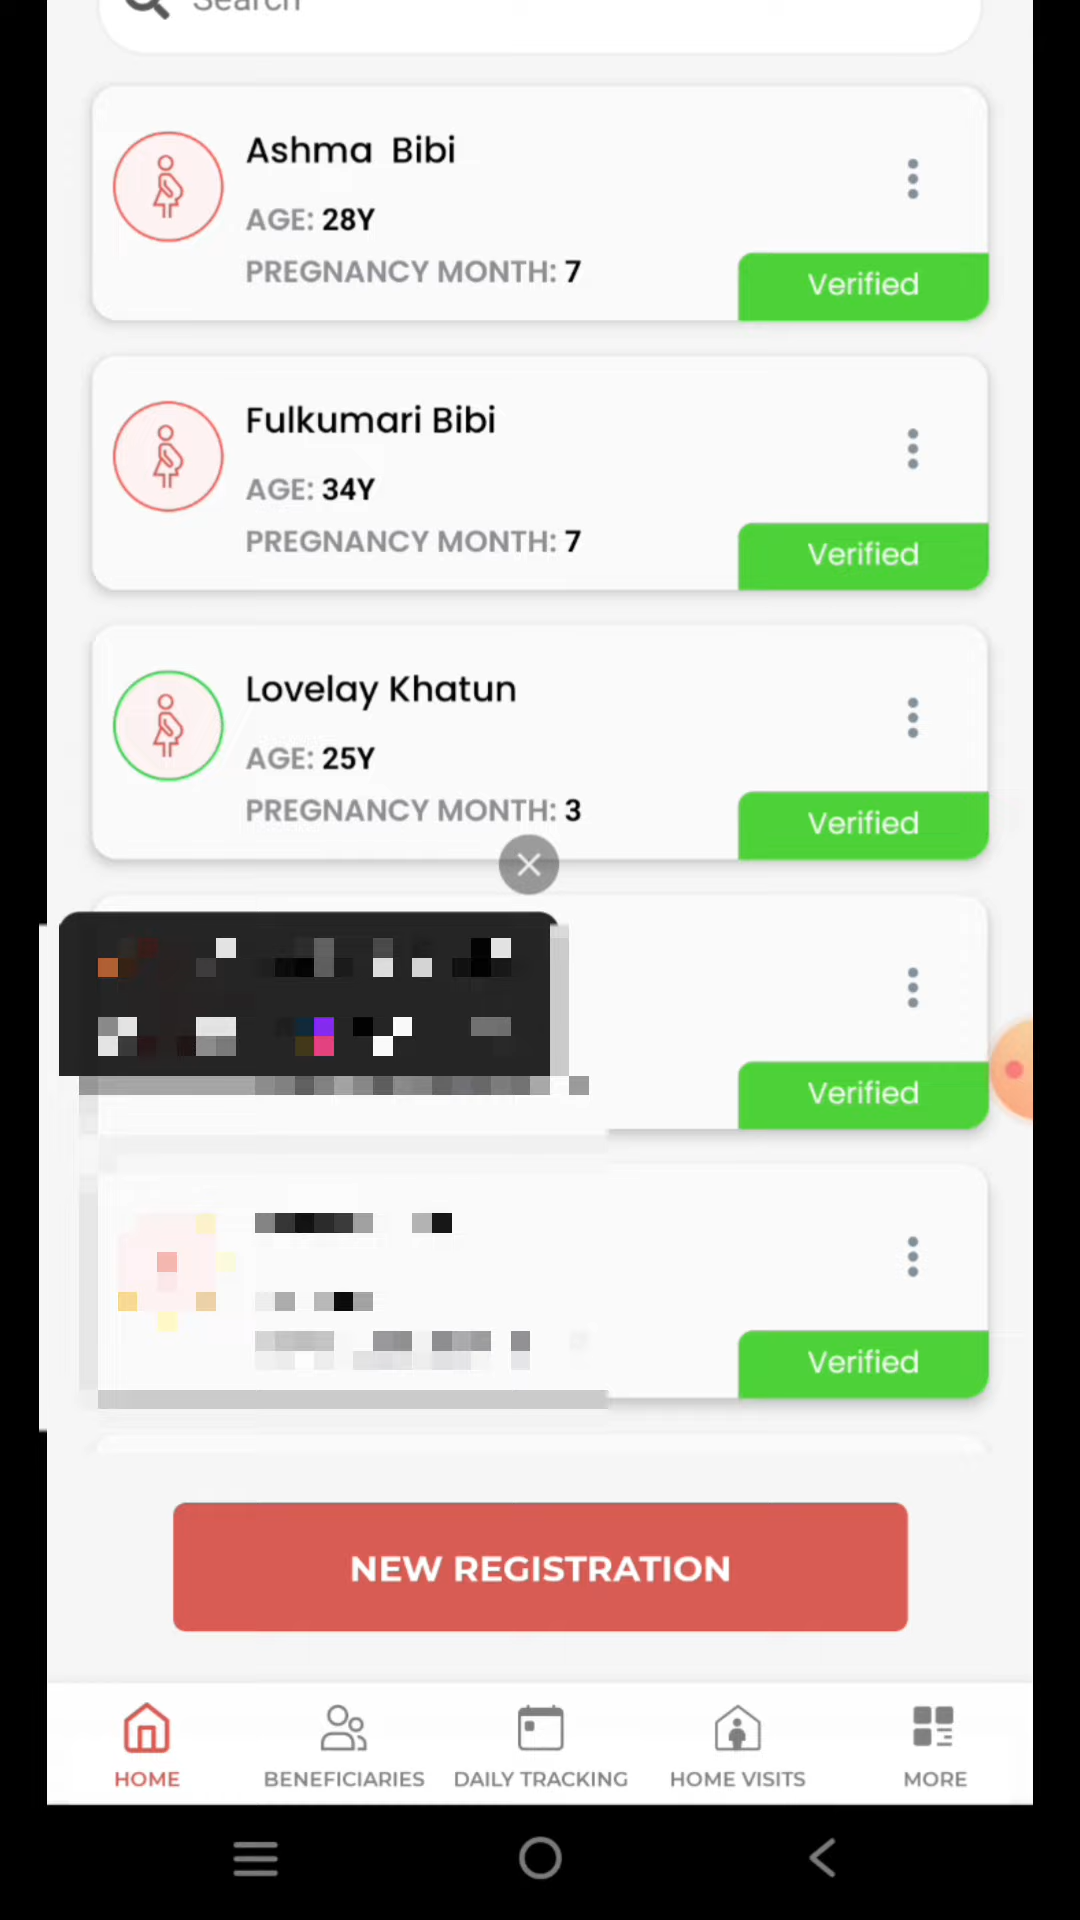 Search
Ashma Bibi
AGE: 28Y
PREGNANCY MONTH: 7
Verified
Fulkumari Bibi
AGE: 34Y
PREGNANCY MONTH: 7
Verified
Lovelay Khatun
AGE: 25Y
PREGNANCY MONTH: 3
Verified
Verified
Verified
NEW REGISTRATION
HOME
BENEFICIARIES
DAILY TRACKING
HOME VISITS
MORE